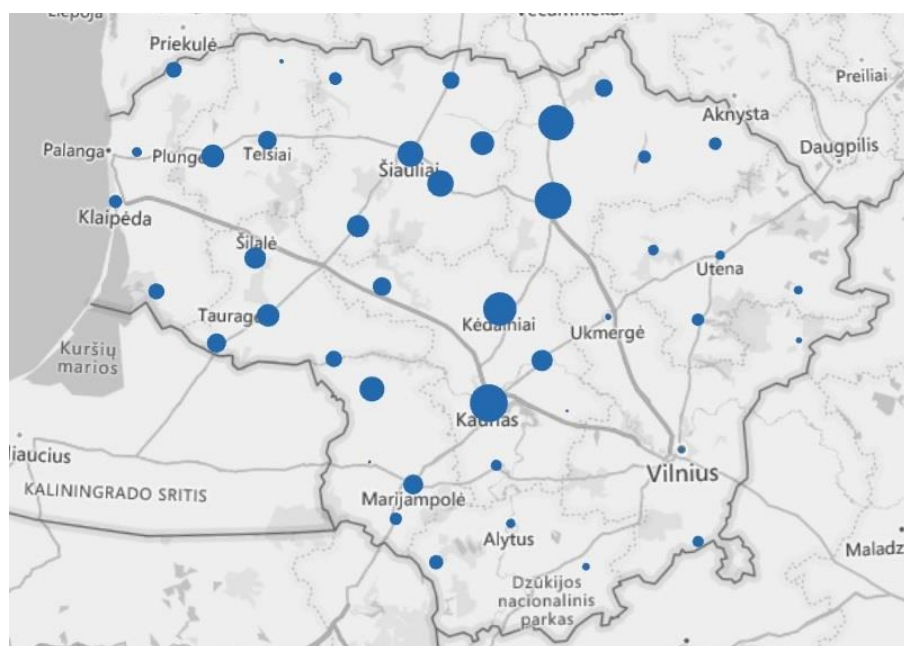 Priekulė
Preiliai
Aknysta
Palanga
Plungė
Telšiai
Šiauliai
Daugpilis
Klaipėda
Šilalė
Utena
Tauragė
Kėdainiai
Ukmergė
Kuršių
marios
Kaunas
Vilnius
KALININGRADO SRITIS
Marijampolė
Alytus
Dzūkijos
nacionalinis
parkas